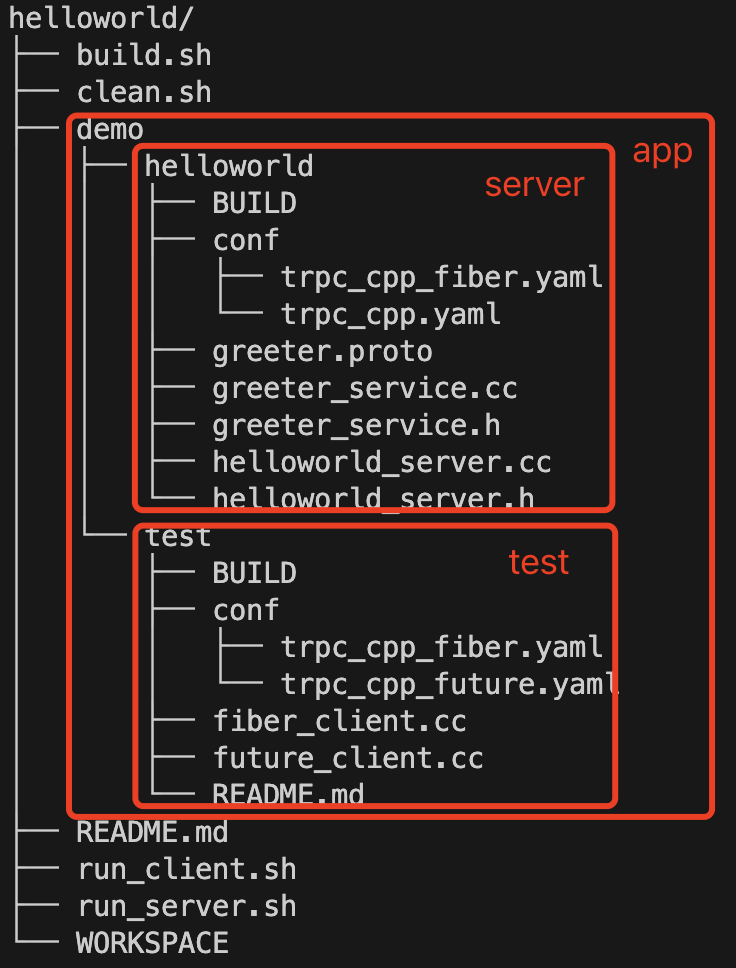 helloworld/
├── build.sh
├── clean.sh
├── demo
app
│   ├── helloworld
server
│   │   ├── BUILD
│   │   ├── conf
│   │   │   ├── trpc_cpp_fiber.yaml
│   │   │   └── trpc_cpp.yaml
│   │   ├── greeter.proto
│   │   ├── greeter_service.cc
│   │   ├── greeter_service.h
│   │   ├── helloworld_server.cc
│   │   └── helloworld_server.h
│   └── test
test
│       ├── BUILD
│       ├── conf
│       │   ├── trpc_cpp_fiber.yaml
│       │   └── trpc_cpp_future.yaml
│       ├── fiber_client.cc
│       ├── future_client.cc
│       └── README.md
├── README.md
├── run_client.sh
├── run_server.sh
└── WORKSPACE